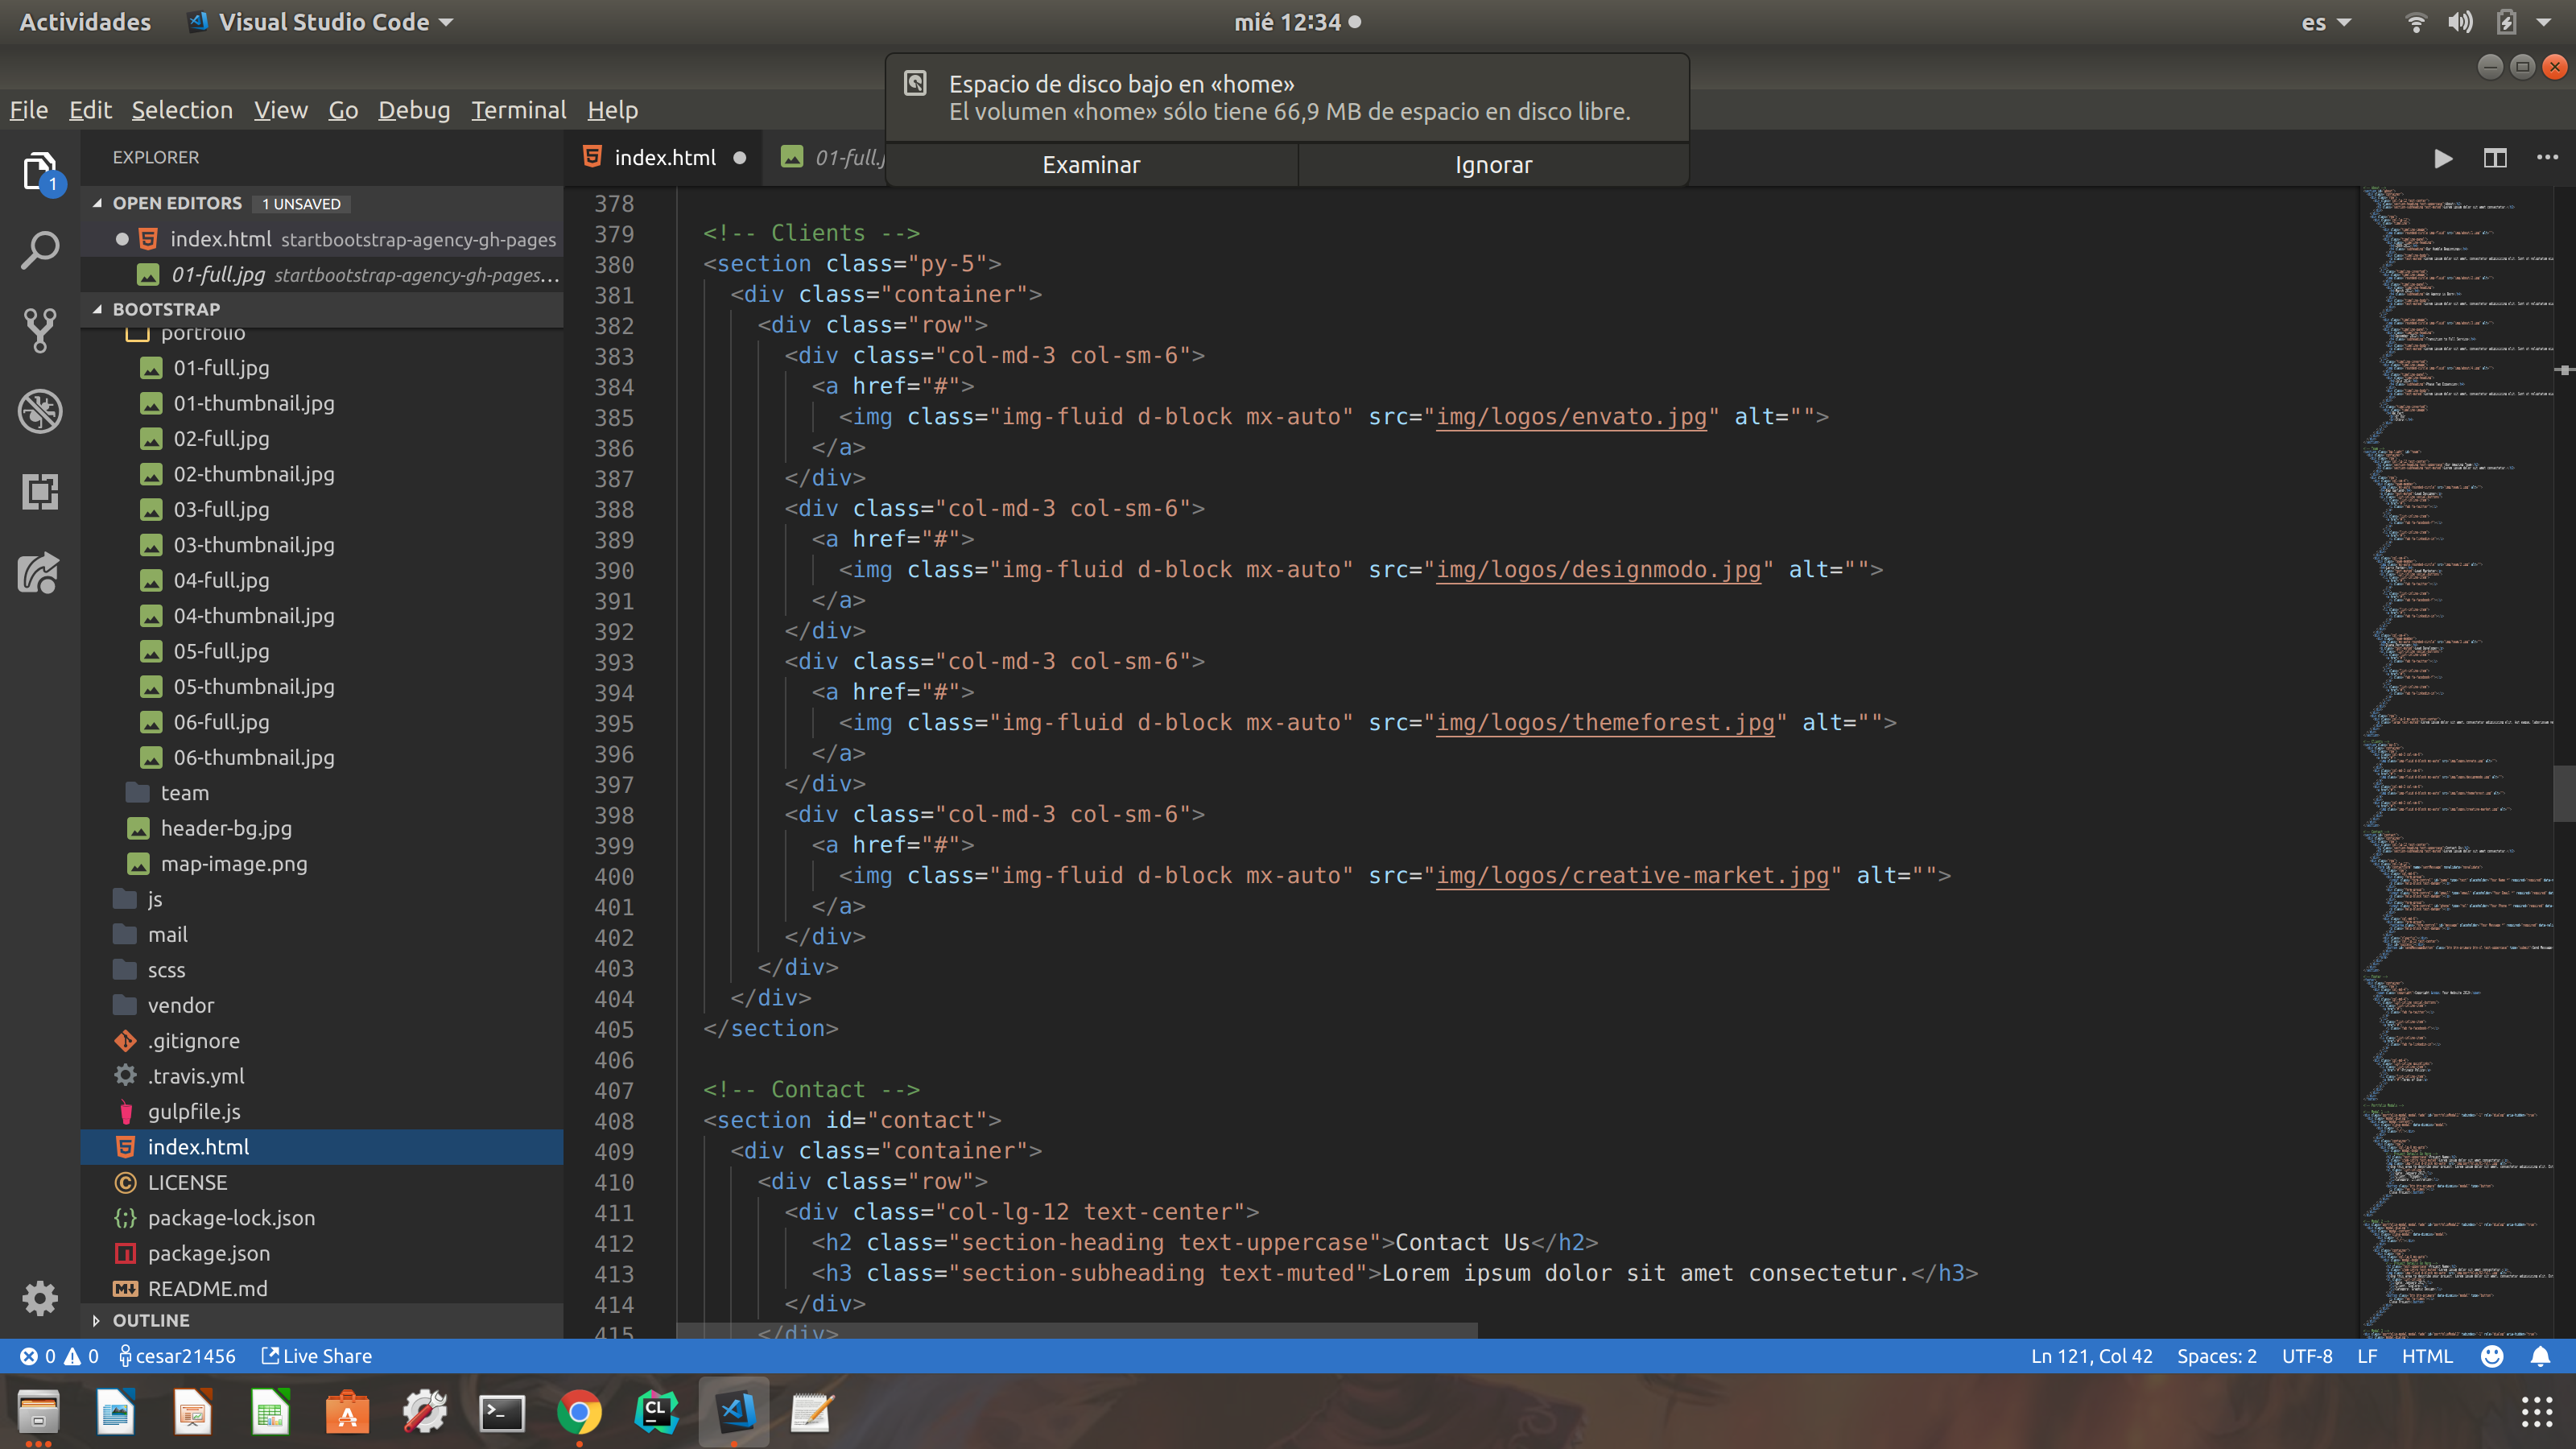 Actividades
Visual Studio Code
mié 12:34
es
Espacio de disco bajo en «home»
El volumen «home» sólo tiene 66,9 MB de espacio en disco libre.
Examinar
Ignorar
File Edit Selection View Go Debug Terminal Help
EXPLORER
1
OPEN EDITORS 1 UNSAVED
index.html startbootstrap-agency-gh-pages
01-full.jpg startbootstrap-agency-gh-pages...
BOOTSTRAP
portfolio
01-full.jpg
01-thumbnail.jpg
02-full.jpg
02-thumbnail.jpg
03-full.jpg
03-thumbnail.jpg
04-full.jpg
04-thumbnail.jpg
05-full.jpg
05-thumbnail.jpg
06-full.jpg
06-thumbnail.jpg
team
header-bg.jpg
map-image.png
js
mail
scss
vendor
.gitignore
.travis.yml
gulpfile.js
index.html
LICENSE
package-lock.json
package.json
README.md
OUTLINE
index.html
01-full.j
378
379 <!-- Clients -->
380 <section class="py-5">
381 <div class="container">
382 <div class="row">
383 <div class="col-md-3 col-sm-6">
384 <a href="#">
385 <img class="img-fluid d-block mx-auto" src="img/logos/envato.jpg" alt="">
386 </a>
387 </div>
388 <div class="col-md-3 col-sm-6">
389 <a href="#">
390 <img class="img-fluid d-block mx-auto" src="img/logos/designmodo.jpg" alt="">
391 </a>
392 </div>
393 <div class="col-md-3 col-sm-6">
394 <a href="#">
395 <img class="img-fluid d-block mx-auto" src="img/logos/themeforest.jpg" alt="">
396 </a>
397 </div>
398 <div class="col-md-3 col-sm-6">
399 <a href="#">
400 <img class="img-fluid d-block mx-auto" src="img/logos/creative-market.jpg" alt="">
401 </a>
402 </div>
403 </div>
404 </div>
405 </section>
406
407 <!-- Contact -->
408 <section id="contact">
409 <div class="container">
410 <div class="row">
411 <div class="col-lg-12 text-center">
412 <h2 class="section-heading text-uppercase">Contact Us</h2>
413 <h3 class="section-subheading text-muted">Lorem ipsum dolor sit amet consectetur.</h3>
414 </div>
415 </div>
0 0 cesar21456 Live Share
Ln 121, Col 42 Spaces: 2 UTF-8 LF HTML
CL